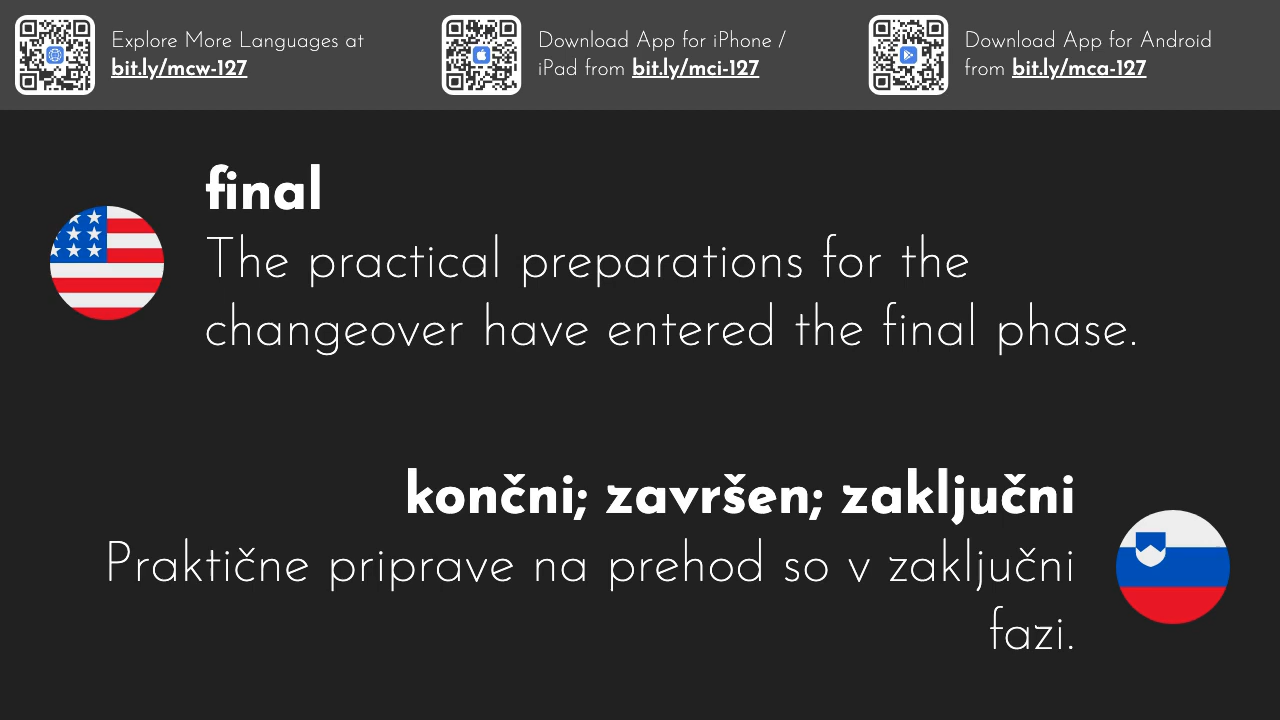 Explore More Languages at
bit.ly/mcw-127
Download App for iPhone /
iPad from bit.ly/mci-127
Download App for Android
from bit.ly/mca-127
final
The practical preparations for the
changeover have entered the final phase.
končni; završen; zaključni
Praktične priprave na prehod so v zaključni
fazi.